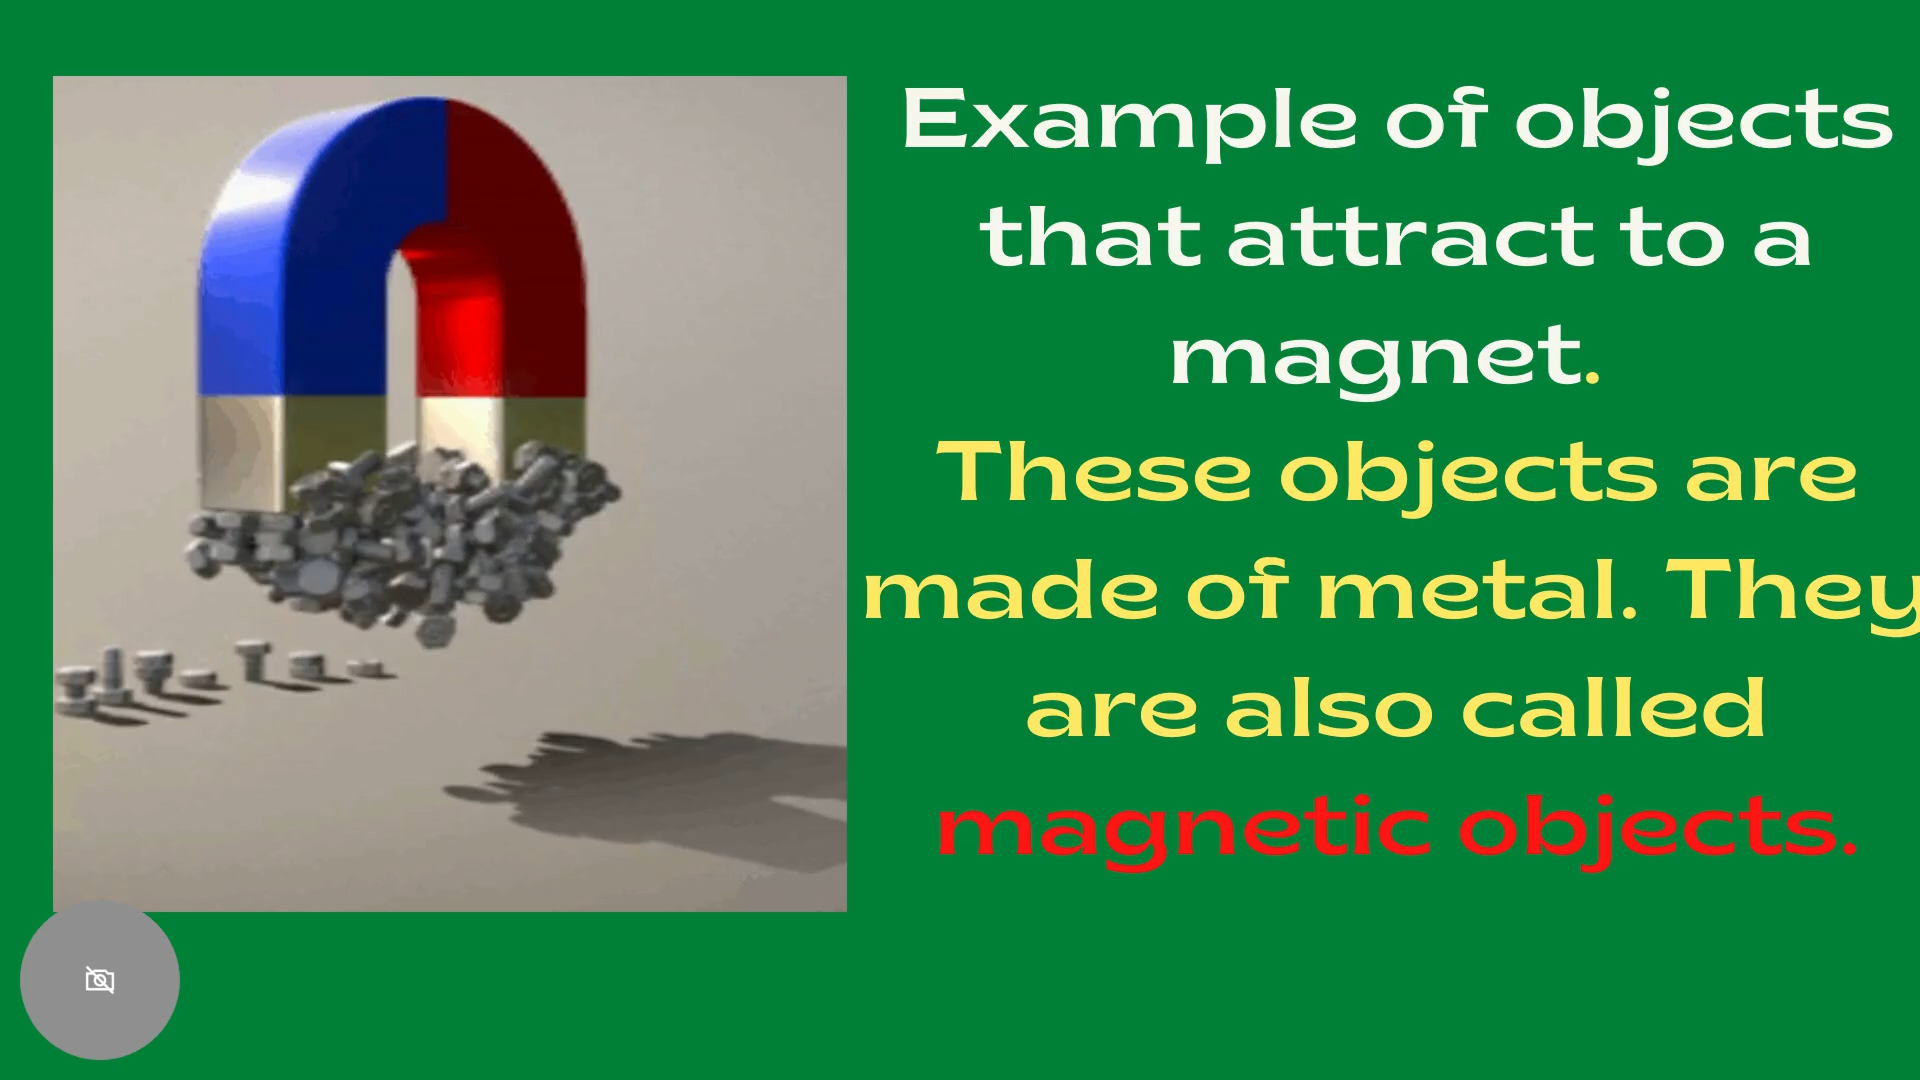 Example of objects
that attract to a
magnet.
These objects are
made of metal. They
are also called
magnetic objects.